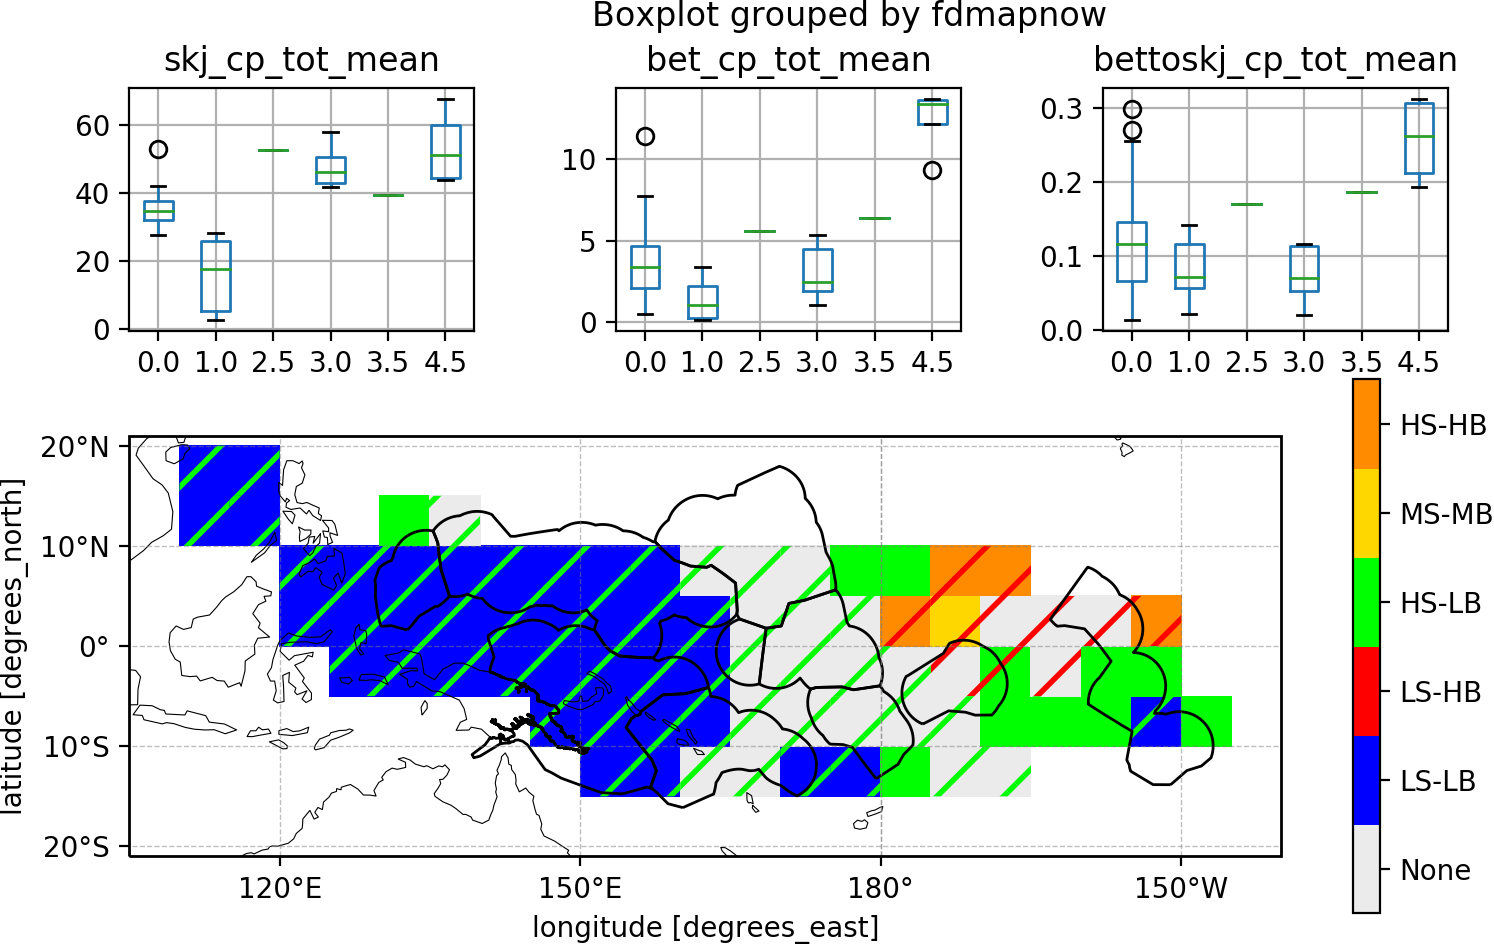 Boxplot grouped by fdmapnow
skj_cp_tot_mean
bet_cp_tot_mean
bettoskj_cp_tot_mean
60
40
20
0
0.0 1.0 2.5 3.0 3.5 4.5
10
5
0
0.0 1.0 2.5 3.0 3.5 4.5
0.3
0.2
0.1
0.0
0.0 1.0 2.5 3.0 3.5 4.5
latitude [degrees_north]
20°N
10°N
0°
10°S
20°S
120°E 150°E 180° 150°W
longitude [degrees_east]
HS-HB
MS-MB
HS-LB
LS-HB
LS-LB
None